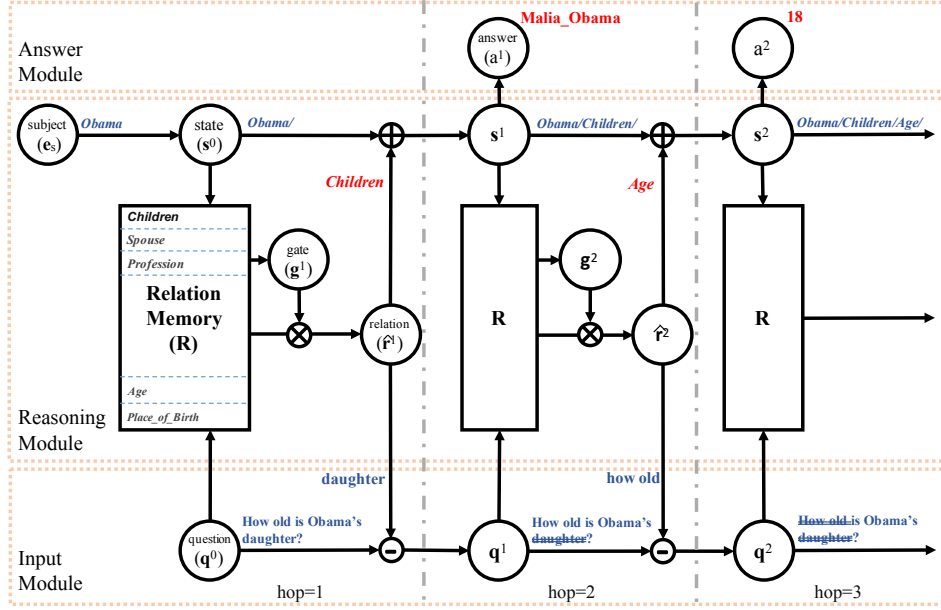 Answer
Module
answer
(a¹)
Malia_Obama
a²
18
subject
(eₛ)
Obama
state
(s⁰)
Obama/
s¹
Obama/Children/
s²
Obama/Children/Age/
Children
Age
Children
Spouse
Profession
Relation
Memory
(R)
Age
Place_of_Birth
gate
(g¹)
relation
(r̂¹)
R
g²
r̂²
R
Reasoning
Module
daughter
how old
Input
Module
question
(q⁰)
How old is Obama's
daughter?
q¹
How old is Obama's
daughter?
q²
How old is Obama's
daughter?
hop=1
hop=2
hop=3